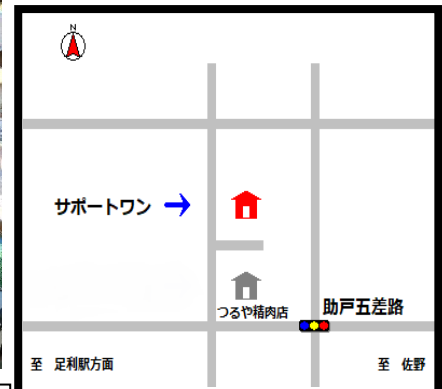 N
サポートワン
つるや精肉店
助戸五差路
至 足利駅方面
至 佐野